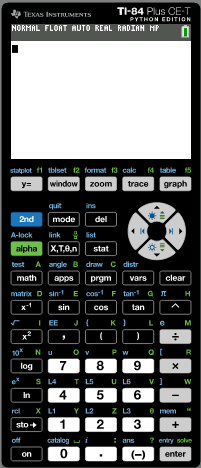 TEXAS INSTRUMENTS TI-84 Plus CE-T
PYTHON EDITION
NORMAL FLOAT AUTO REAL RADIAN MP
statplot f1 tblset f2 format f3 calc f4 table f5
y= window zoom trace graph
quit ins
2nd mode del
A-lock link list
alpha X,T,θ,n stat
test A angle B draw C distr
math apps prgm vars clear
matrix D sin⁻¹ E cos⁻¹ F tan⁻¹ G π H
x⁻¹ sin cos tan ^
√ I EE J { K } L e M
x² , ( ) ÷
10ˣ N u O v P w Q [ R
log 7 8 9 ×
eˣ S L4 T L5 U L6 V ] W
ln 4 5 6 −
rcl X L1 Y L2 Z L3 θ mem "
sto→ 1 2 3 +
off catalog ⎵ i : ans ? entry solve
on 0 . (−) enter